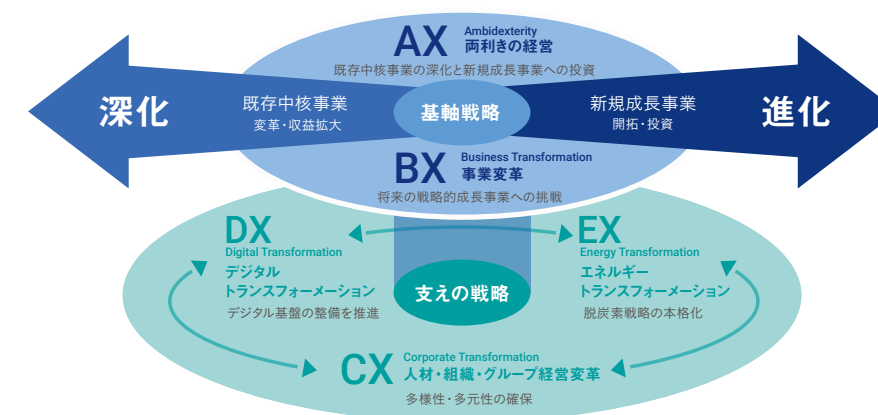 AX Ambidexterity
両利きの経営
既存中核事業の深化と新規成長事業への投資
深化
既存中核事業
変革・収益拡大
基軸戦略
新規成長事業
開拓・投資
進化
BX Business Transformation
事業変革
将来の戦略的成長事業への挑戦
DX
Digital Transformation
デジタル
トランスフォーメーション
デジタル基盤の整備を推進
EX
Energy Transformation
エネルギー
トランスフォーメーション
脱炭素戦略の本格化
支えの戦略
CX Corporate Transformation
人材・組織・グループ経営変革
多様性・多元性の確保